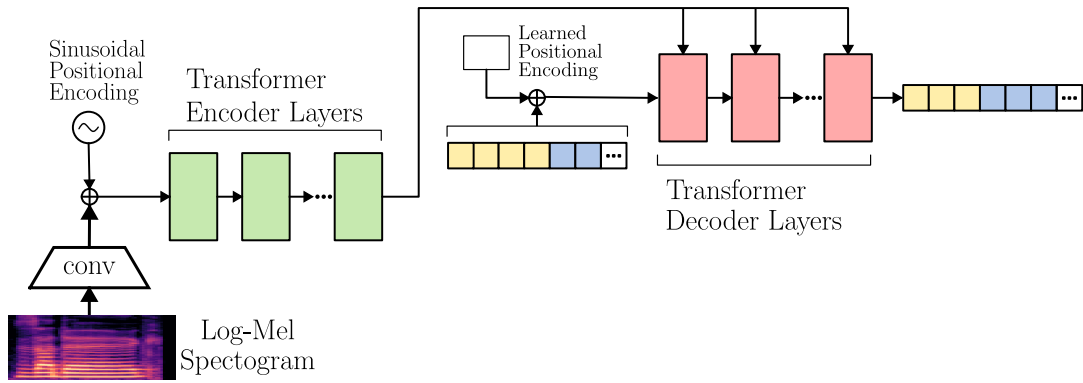 Sinusoidal
Positional
Encoding
Transformer
Encoder Layers
conv
Log-Mel
Spectogram
Learned
Positional
Encoding
Transformer
Decoder Layers